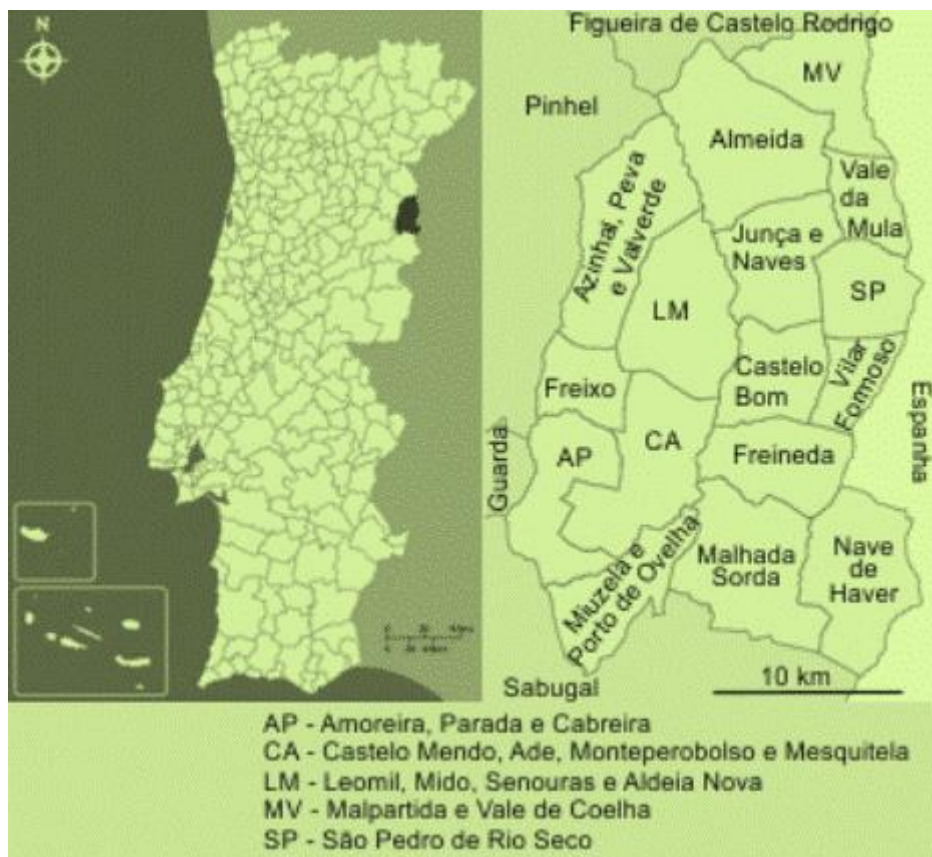 N
Figueira de Castelo Rodrigo
MV
Pinhel
Almeida
Azinhal, Peva
e Valverde
Vale
da
Mula
Junça e
Naves
SP
LM
Castelo
Bom
Vilar
Formoso
Freixo
Espanha
Guarda
AP
CA
Freineda
Miuzela e
Porto de Ovelha
Malhada
Sorda
Nave
de
Haver
Sabugal
10 km
AP - Amoreira, Parada e Cabreira
CA - Castelo Mendo, Ade, Monteperobolso e Mesquitela
LM - Leomil, Mido, Senouras e Aldeia Nova
MV - Malpartida e Vale de Coelha
SP - São Pedro de Rio Seco